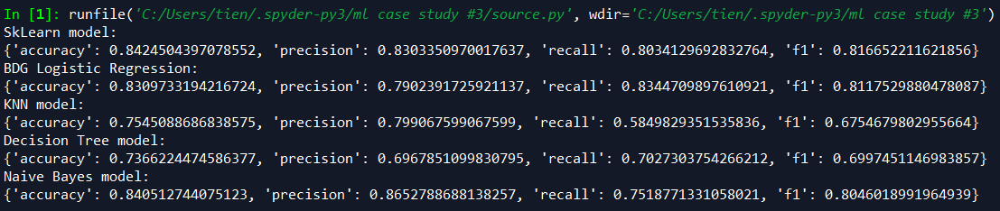 In [1]: runfile('C:/Users/tien/.spyder-py3/ml case study #3/source.py', wdir='C:/Users/tien/.spyder-py3/ml case study #3')
SkLearn model:
{'accuracy': 0.8424504397078552, 'precision': 0.8303350970017637, 'recall': 0.8034129692832764, 'f1': 0.816652211621856}
BDG Logistic Regression:
{'accuracy': 0.8309733194216724, 'precision': 0.7902391725921137, 'recall': 0.8344709897610921, 'f1': 0.8117529880478087}
KNN model:
{'accuracy': 0.7545088686838575, 'precision': 0.799067599067599, 'recall': 0.5849829351535836, 'f1': 0.6754679802955664}
Decision Tree model:
{'accuracy': 0.7366224474586377, 'precision': 0.6967851099830795, 'recall': 0.7027303754266212, 'f1': 0.6997451146983857}
Naive Bayes model:
{'accuracy': 0.840512744075123, 'precision': 0.8652788688138257, 'recall': 0.7518771331058021, 'f1': 0.8046018991964939}